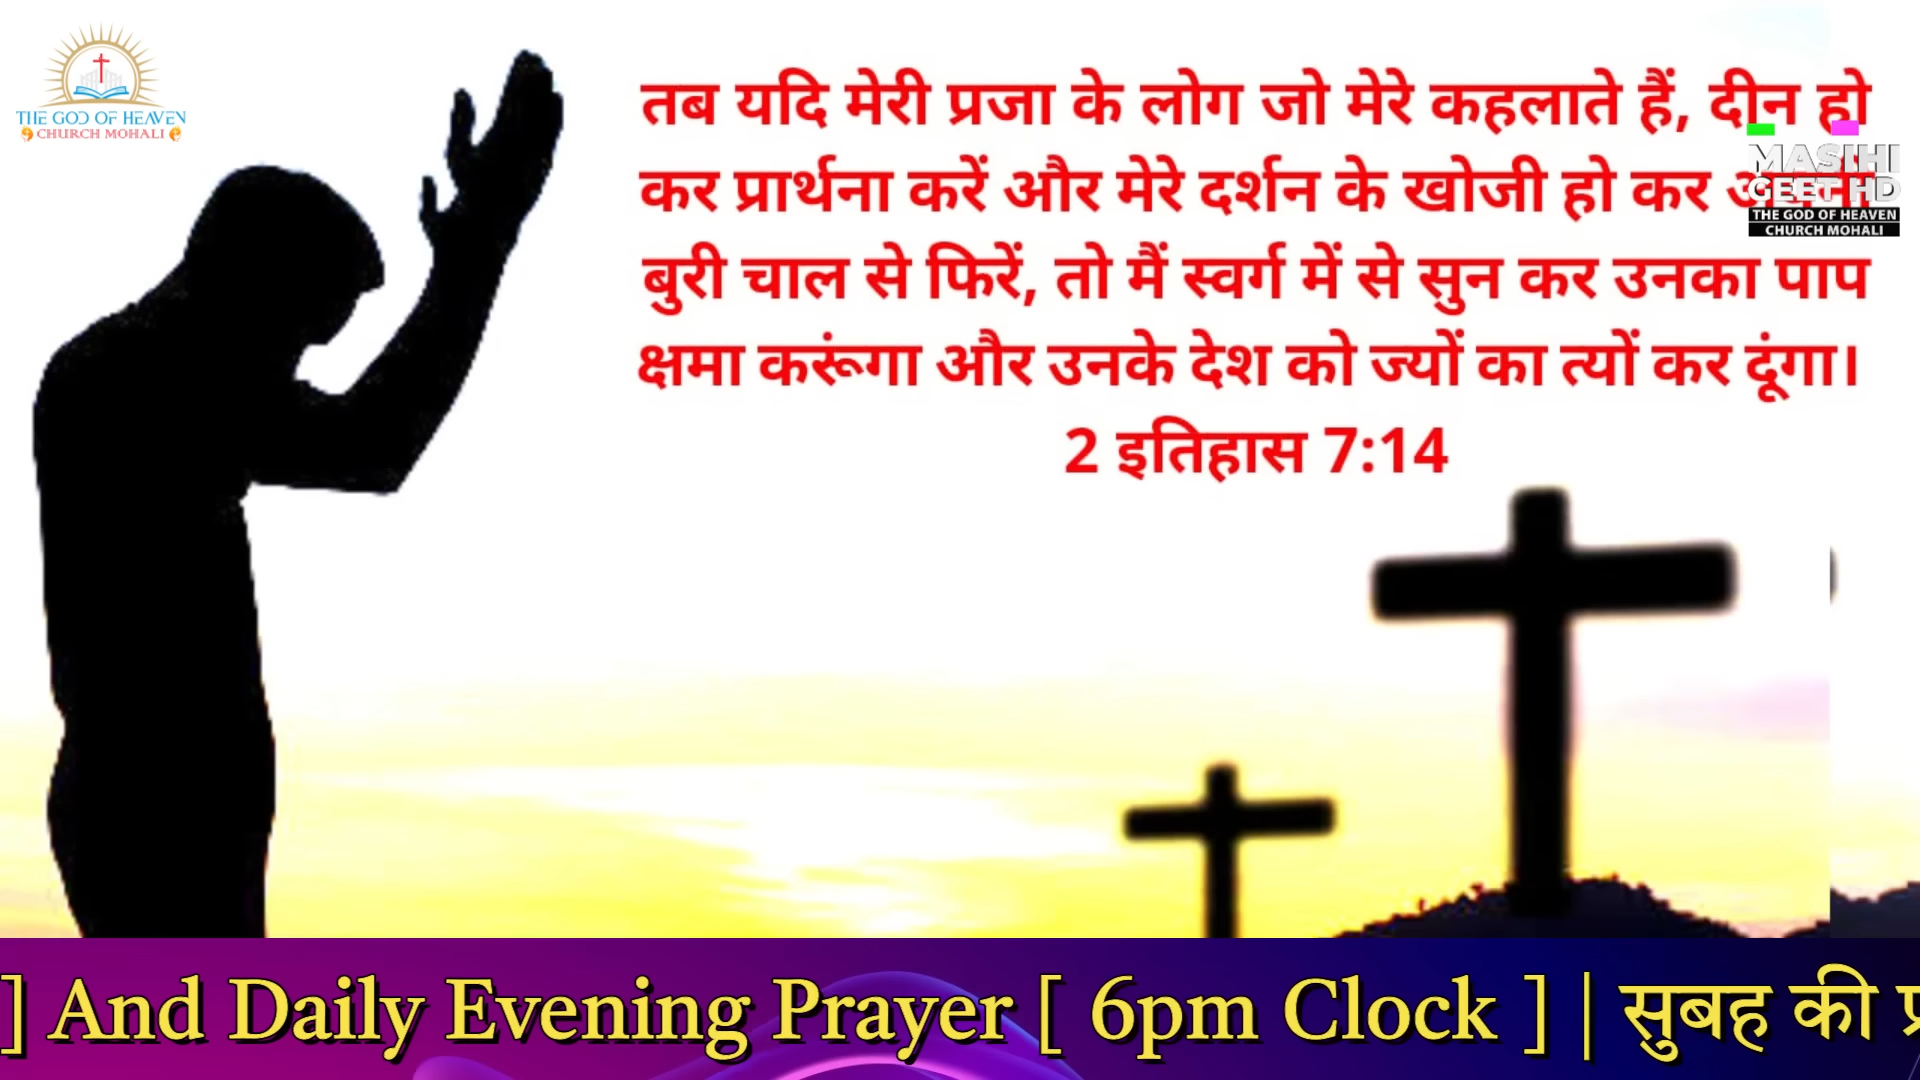 THE GOD OF HEAVEN
CHURCH MOHALI
तब यदि मेरी प्रजा के लोग जो मेरे कहलाते हैं, दीन हो
कर प्रार्थना करें और मेरे दर्शन के खोजी हो कर
बुरी चाल से फिरें, तो मैं स्वर्ग में से सुन कर उनका पाप
क्षमा करूंगा और उनके देश को ज्यों का त्यों कर दूंगा।
2 इतिहास 7:14
MASIHI
GEET HD
THE GOD OF HEAVEN
CHURCH MOHALI
] And Daily Evening Prayer [ 6pm Clock ] | सुबह की